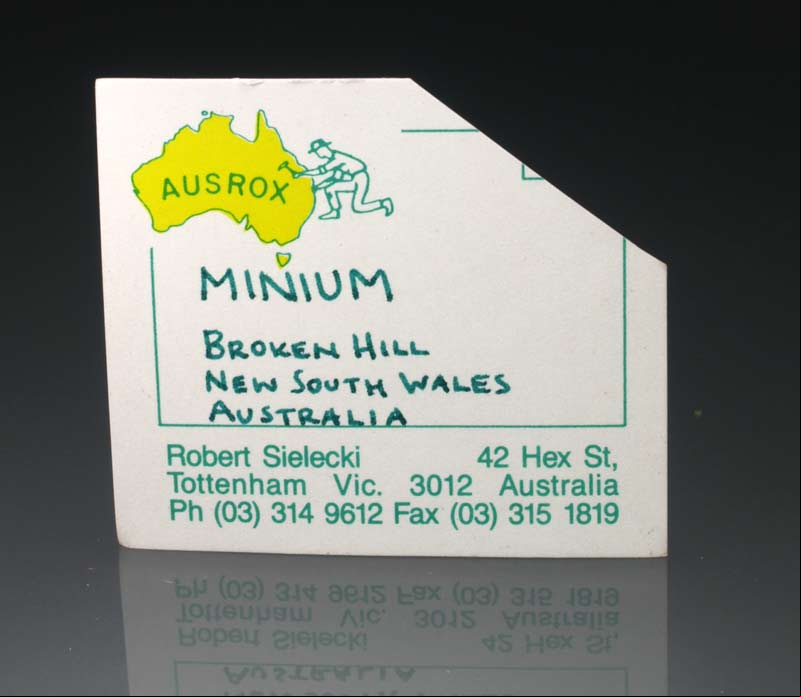 AUSROX
MINIUM
BROKEN HILL
NEW SOUTH WALES
AUSTRALIA
Robert Sielecki 42 Hex St,
Tottenham Vic. 3012 Australia
Ph (03) 314 9612 Fax (03) 315 1819